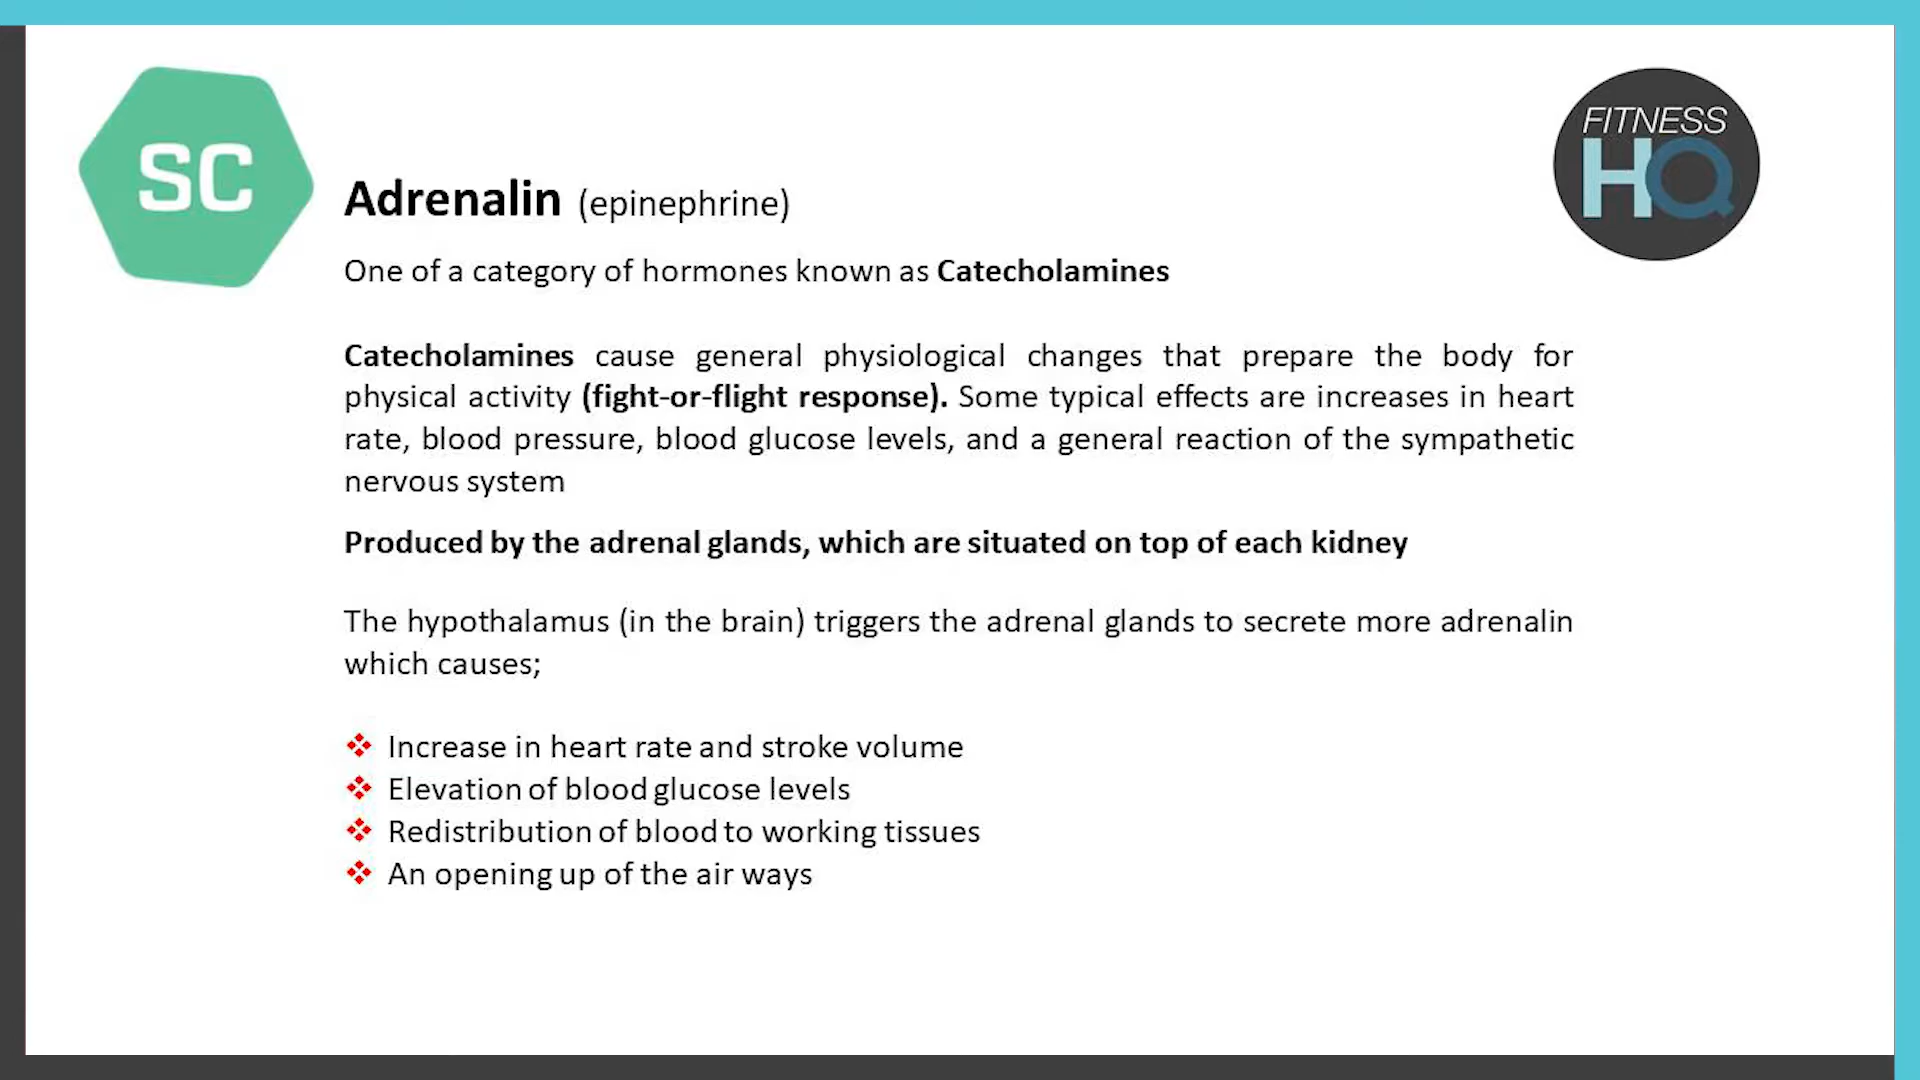 SC
FITNESS
HQ
Adrenalin (epinephrine)
One of a category of hormones known as Catecholamines
Catecholamines cause general physiological changes that prepare the body for
physical activity (fight-or-flight response). Some typical effects are increases in heart
rate, blood pressure, blood glucose levels, and a general reaction of the sympathetic
nervous system
Produced by the adrenal glands, which are situated on top of each kidney
The hypothalamus (in the brain) triggers the adrenal glands to secrete more adrenalin
which causes;
❖ Increase in heart rate and stroke volume
❖ Elevation of blood glucose levels
❖ Redistribution of blood to working tissues
❖ An opening up of the air ways